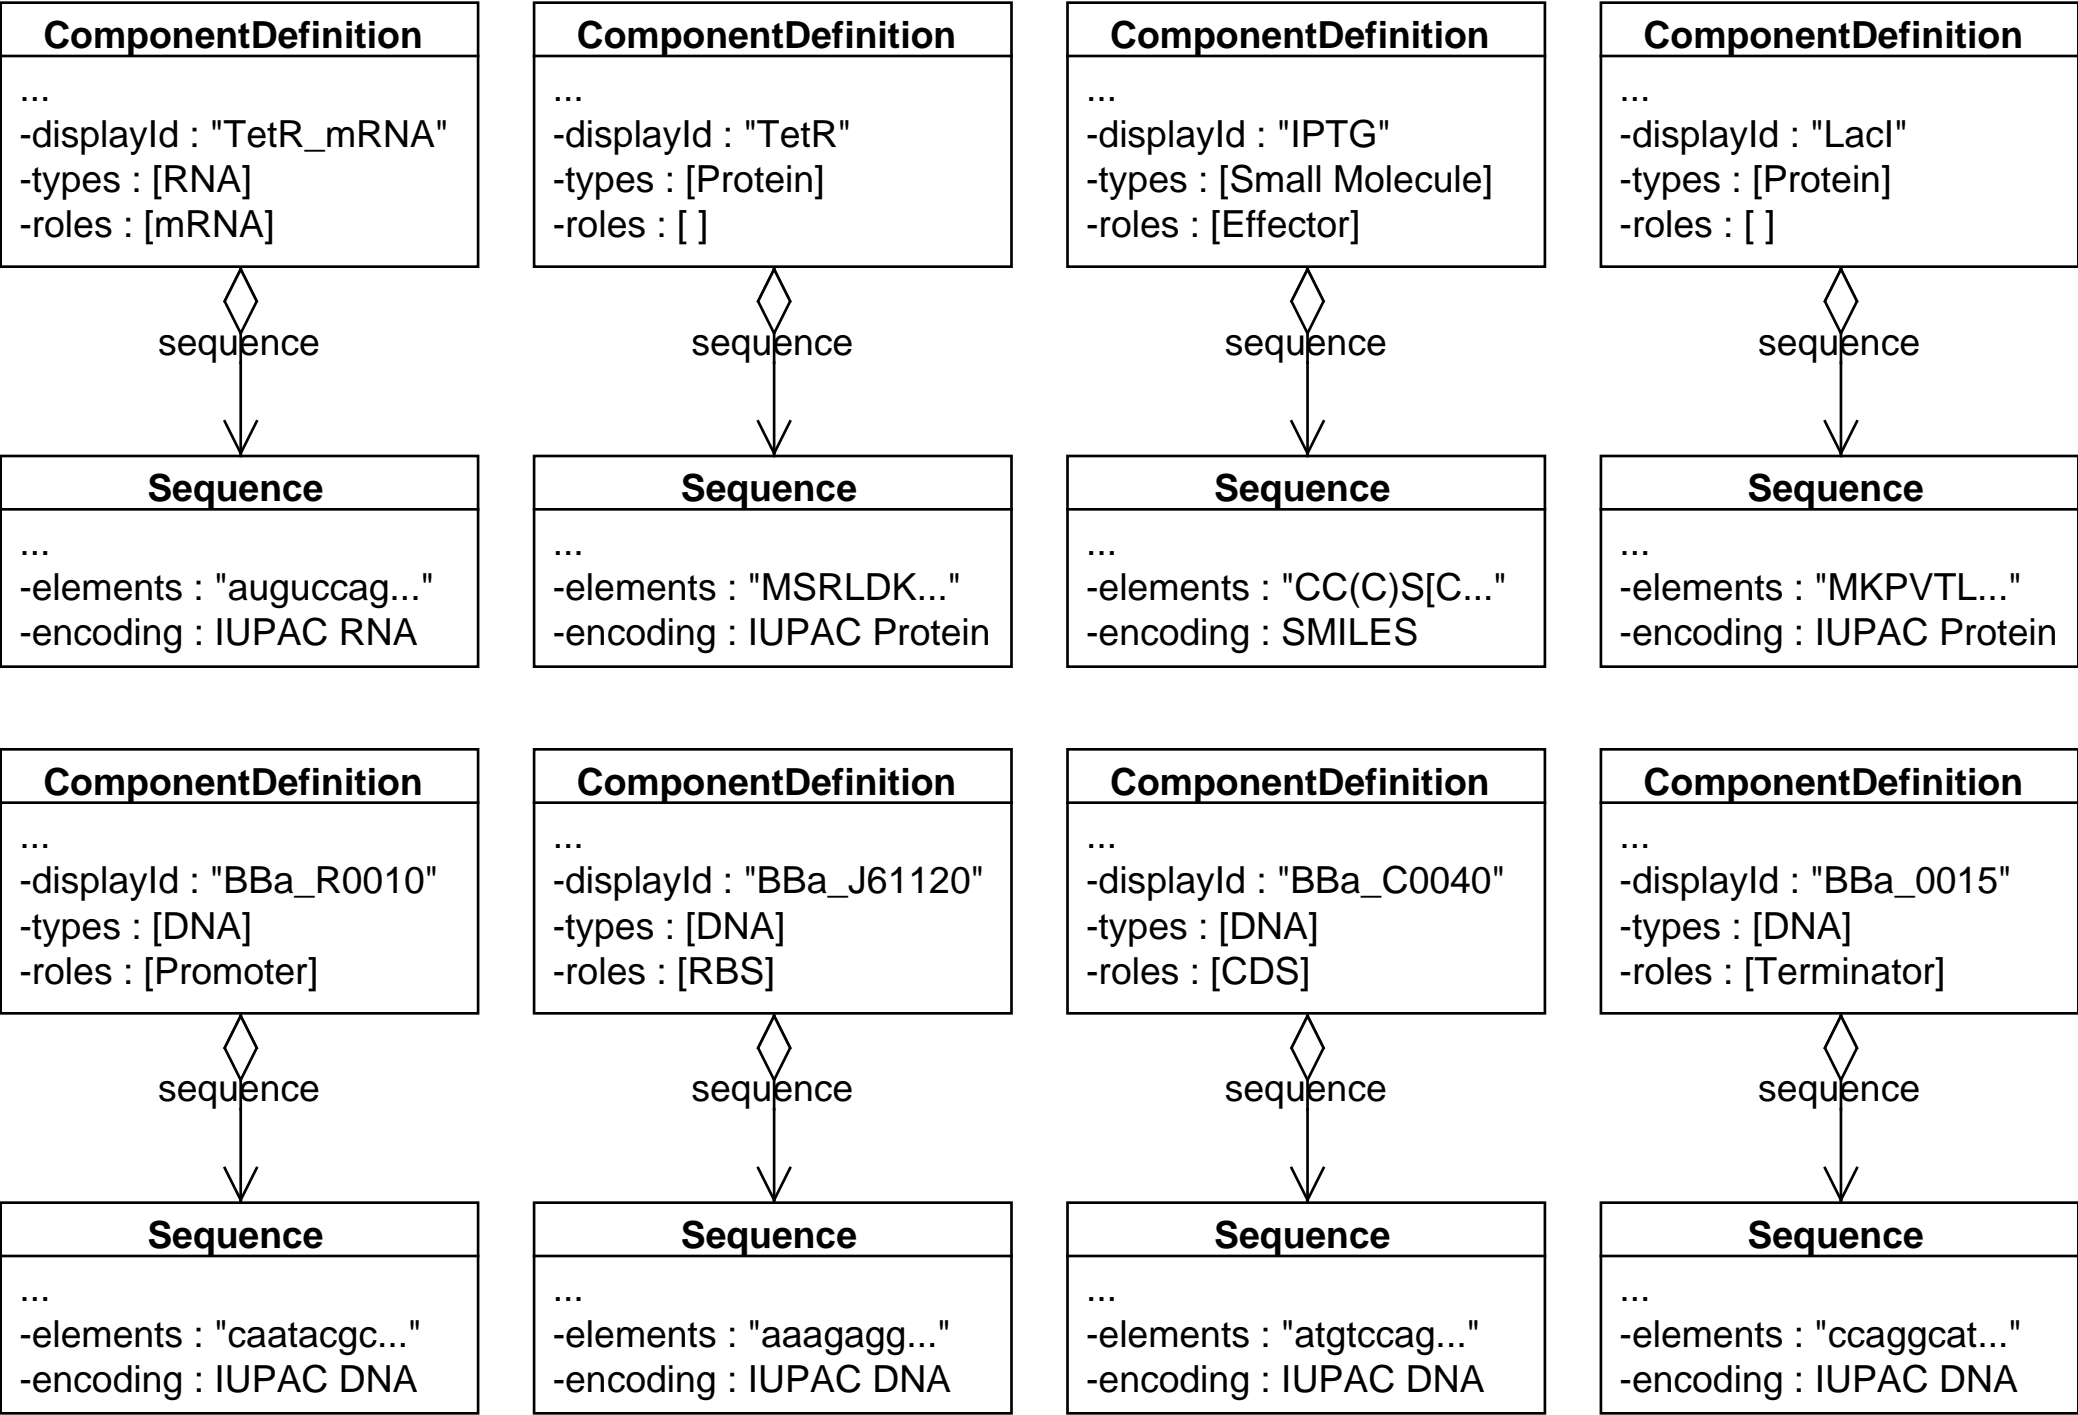 ComponentDefinition
...
-displayId : "TetR_mRNA"
-types : [RNA]
-roles : [mRNA]
sequence
Sequence
...
-elements : "auguccag..."
-encoding : IUPAC RNA
ComponentDefinition
...
-displayId : "TetR"
-types : [Protein]
-roles : [ ]
sequence
Sequence
...
-elements : "MSRLDK..."
-encoding : IUPAC Protein
ComponentDefinition
...
-displayId : "IPTG"
-types : [Small Molecule]
-roles : [Effector]
sequence
Sequence
...
-elements : "CC(C)S[C..."
-encoding : SMILES
ComponentDefinition
...
-displayId : "LacI"
-types : [Protein]
-roles : [ ]
sequence
Sequence
...
-elements : "MKPVTL..."
-encoding : IUPAC Protein
ComponentDefinition
...
-displayId : "BBa_R0010"
-types : [DNA]
-roles : [Promoter]
sequence
Sequence
...
-elements : "caatacgc..."
-encoding : IUPAC DNA
ComponentDefinition
...
-displayId : "BBa_J61120"
-types : [DNA]
-roles : [RBS]
sequence
Sequence
...
-elements : "aaagagg..."
-encoding : IUPAC DNA
ComponentDefinition
...
-displayId : "BBa_C0040"
-types : [DNA]
-roles : [CDS]
sequence
Sequence
...
-elements : "atgtccag..."
-encoding : IUPAC DNA
ComponentDefinition
...
-displayId : "BBa_0015"
-types : [DNA]
-roles : [Terminator]
sequence
Sequence
...
-elements : "ccaggcat..."
-encoding : IUPAC DNA